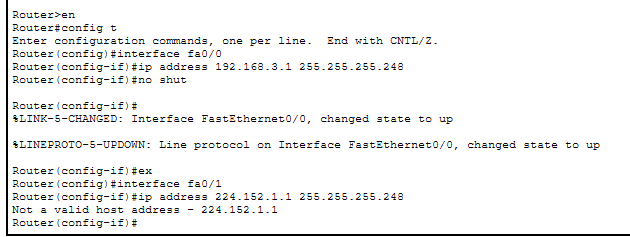 Router>en
Router#config t
Enter configuration commands, one per line.  End with CNTL/Z.
Router(config)#interface fa0/0
Router(config-if)#ip address 192.168.3.1 255.255.255.248
Router(config-if)#no shut
Router(config-if)#
%LINK-5-CHANGED: Interface FastEthernet0/0, changed state to up
%LINEPROTO-5-UPDOWN: Line protocol on Interface FastEthernet0/0, changed state to up
Router(config-if)#ex
Router(config)#interface fa0/1
Router(config-if)#ip address 224.152.1.1 255.255.255.248
Not a valid host address - 224.152.1.1
Router(config-if)#